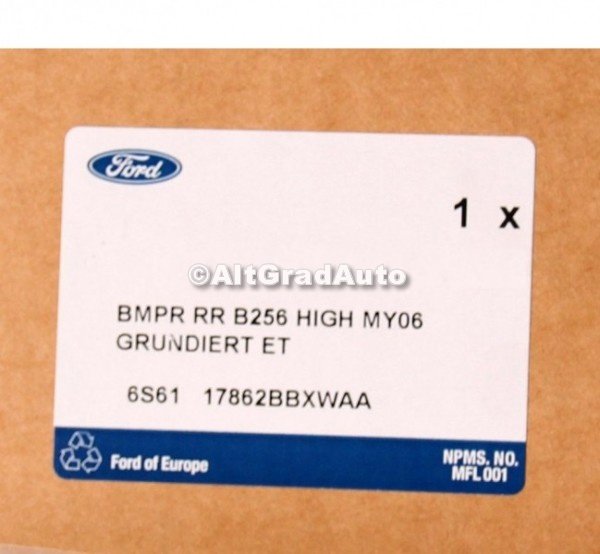 Ford
1 x
©AltGradAuto
BMPR RR B256 HIGH MY06
GRUNDIERT ET
6S61 17862BBXWAA
Ford of Europe
NPMS. NO.
MFL 001